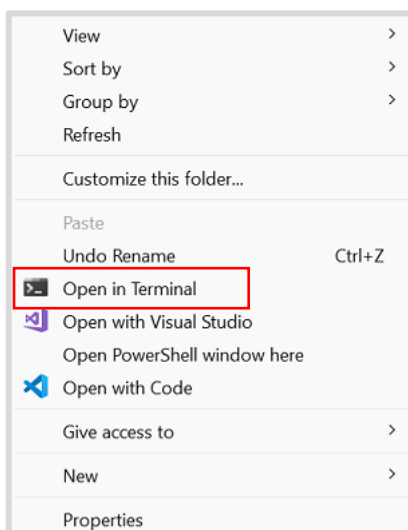 View
Sort by
Group by
Refresh
Customize this folder...
Paste
Undo Rename Ctrl+Z
Open in Terminal
Open with Visual Studio
Open PowerShell window here
Open with Code
Give access to
New
Properties